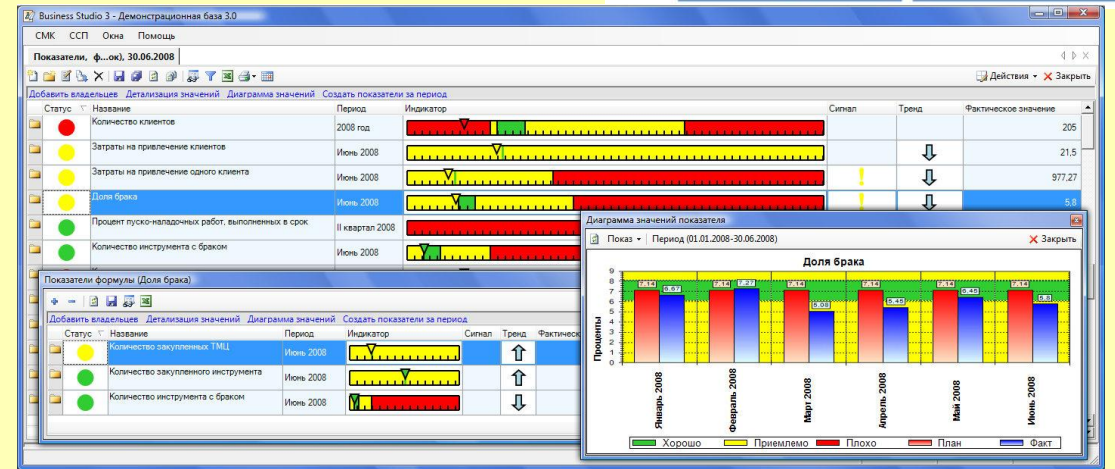 Business Studio 3 - Демонстрационная база 3.0
СМК ССП Окна Помощь
Показатели, ф...ок), 30.06.2008
Действия Закрыть
Добавить владельцев Детализация значений Диаграмма значений Создать показатели за период
Статус Название Период Индикатор Сигнал Тренд Фактическое значение
Количество клиентов 2008 год 205
Затраты на привлечение клиентов Июнь 2008 21,5
Затраты на привлечение одного клиента Июнь 2008 977,27
Доля брака Июнь 2008 5,8
Процент пуско-наладочных работ, выполненных в срок II квартал 2008
Количество инструмента с браком Июнь 2008
Показатели формулы (Доля брака)
Добавить владельцев Детализация значений Диаграмма значений Создать показатели за период
Статус Название Период Индикатор Сигнал Тренд Фактическ
Количество закупленных ТМЦ Июнь 2008
Количество закупленного инструмента Июнь 2008
Количество инструмента с браком Июнь 2008
Диаграмма значений показателя
Показ Период (01.01.2008-30.06.2008) Закрыть
Доля брака
Проценты
9
8
7
6
5
4
3
2
1
0
7,14 6,67 7,14 7,27 7,14 5,08 7,14 5,45 7,14 6,45 7,14 5,8
Январь 2008
Февраль 2008
Март 2008
Апрель 2008
Май 2008
Июнь 2008
Хорошо Приемлемо Плохо План Факт